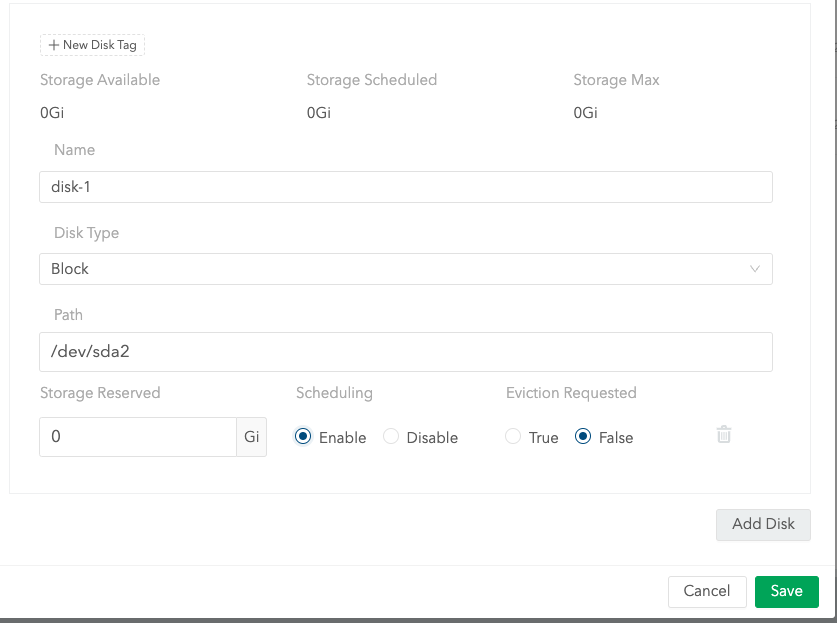 + New Disk Tag
Storage Available Storage Scheduled Storage Max
0Gi 0Gi 0Gi
Name
disk-1
Disk Type
Block
Path
/dev/sda2
Storage Reserved Scheduling Eviction Requested
0 Gi Enable Disable True False
Add Disk
Cancel Save